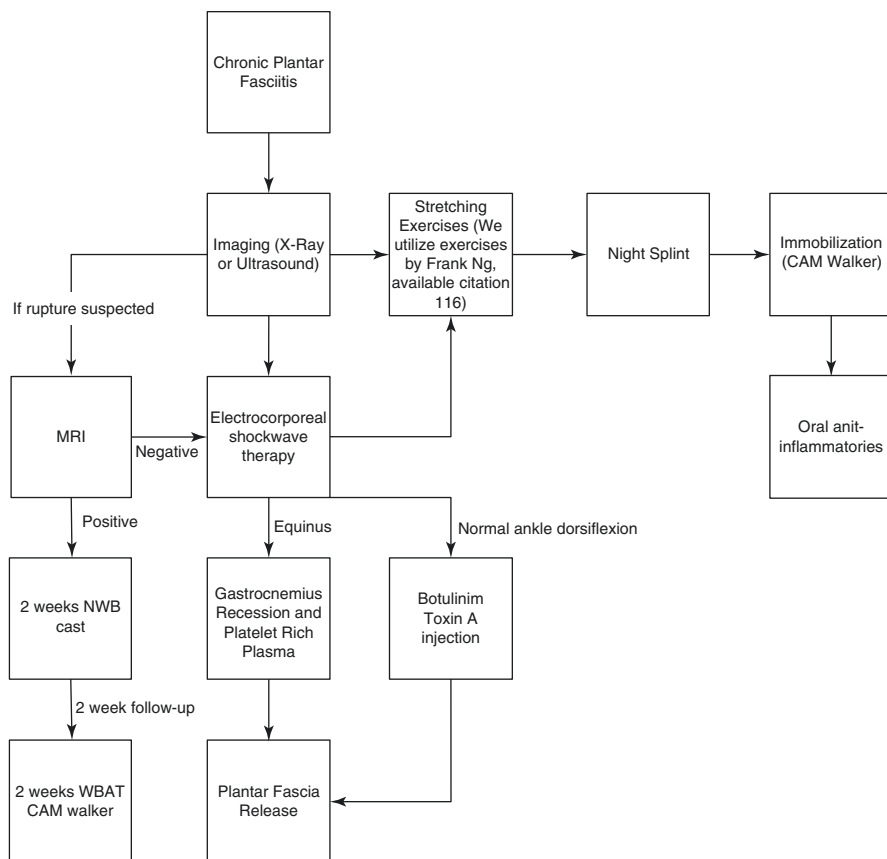 Chronic Plantar
Fasciitis
Imaging (X-Ray
or Ultrasound)
Stretching
Exercises (We
utilize exercises
by Frank Ng,
available citation
116)
Night Splint
Immobilization
(CAM Walker)
If rupture suspected
MRI
Negative
Electrocorporeal
shockwave
therapy
Oral anit-
inflammatories
Positive
Equinus
Normal ankle dorsiflexion
2 weeks NWB
cast
Gastrocnemius
Recession and
Platelet Rich
Plasma
Botulinim
Toxin A
injection
2 week follow-up
2 weeks WBAT
CAM walker
Plantar Fascia
Release